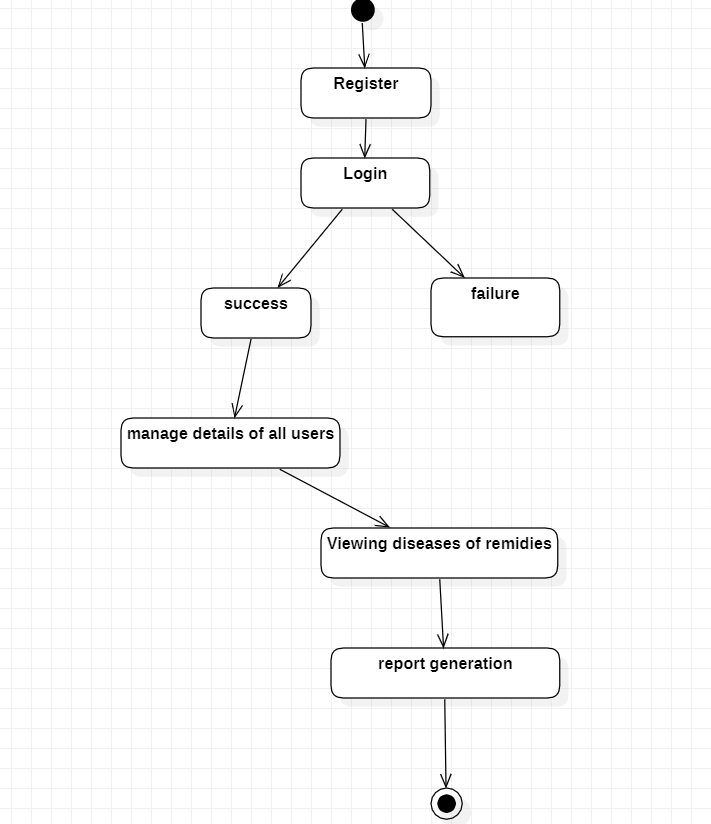 Register
Login
success
failure
manage details of all users
Viewing diseases of remidies
report generation